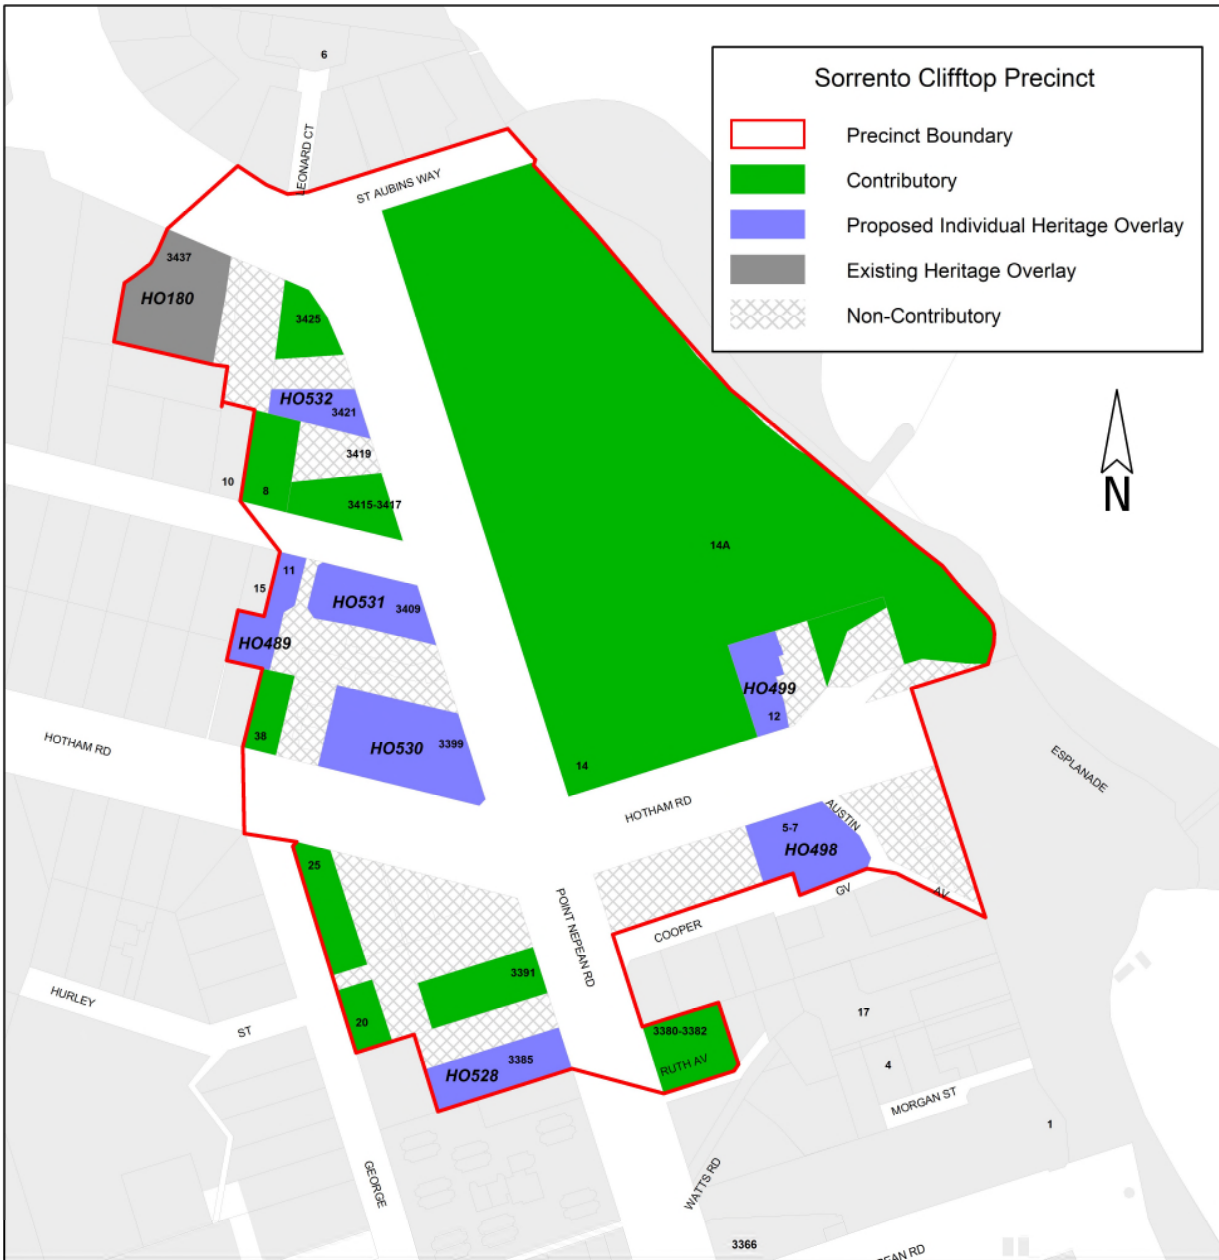 6
Sorrento Clifftop Precinct
Precinct Boundary
Contributory
Proposed Individual Heritage Overlay
Existing Heritage Overlay
Non-Contributory
LEONARD CT
ST AUBINS WAY
3437
HO180
3425
N
HO532
3421
3419
10
8
3415-3417
14A
11
15
HO531
3409
HO489
HO499
12
38
HOTHAM RD
HO530
3399
14
ESPLANADE
HOTHAM RD
AUSTIN
5-7
HO498
25
GV
AV
POINT NEPEAN RD
COOPER
3391
HURLEY
ST
20
17
3380-3382
RUTH AV
3385
HO528
4
MORGAN ST
1
GEORGE
WATTS RD
3366
EAN RD